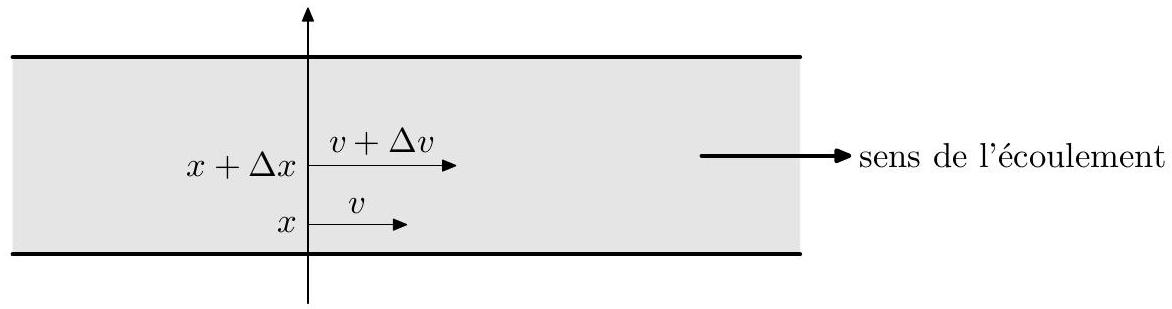 v + Δv
x + Δx
sens de l'écoulement
v
x